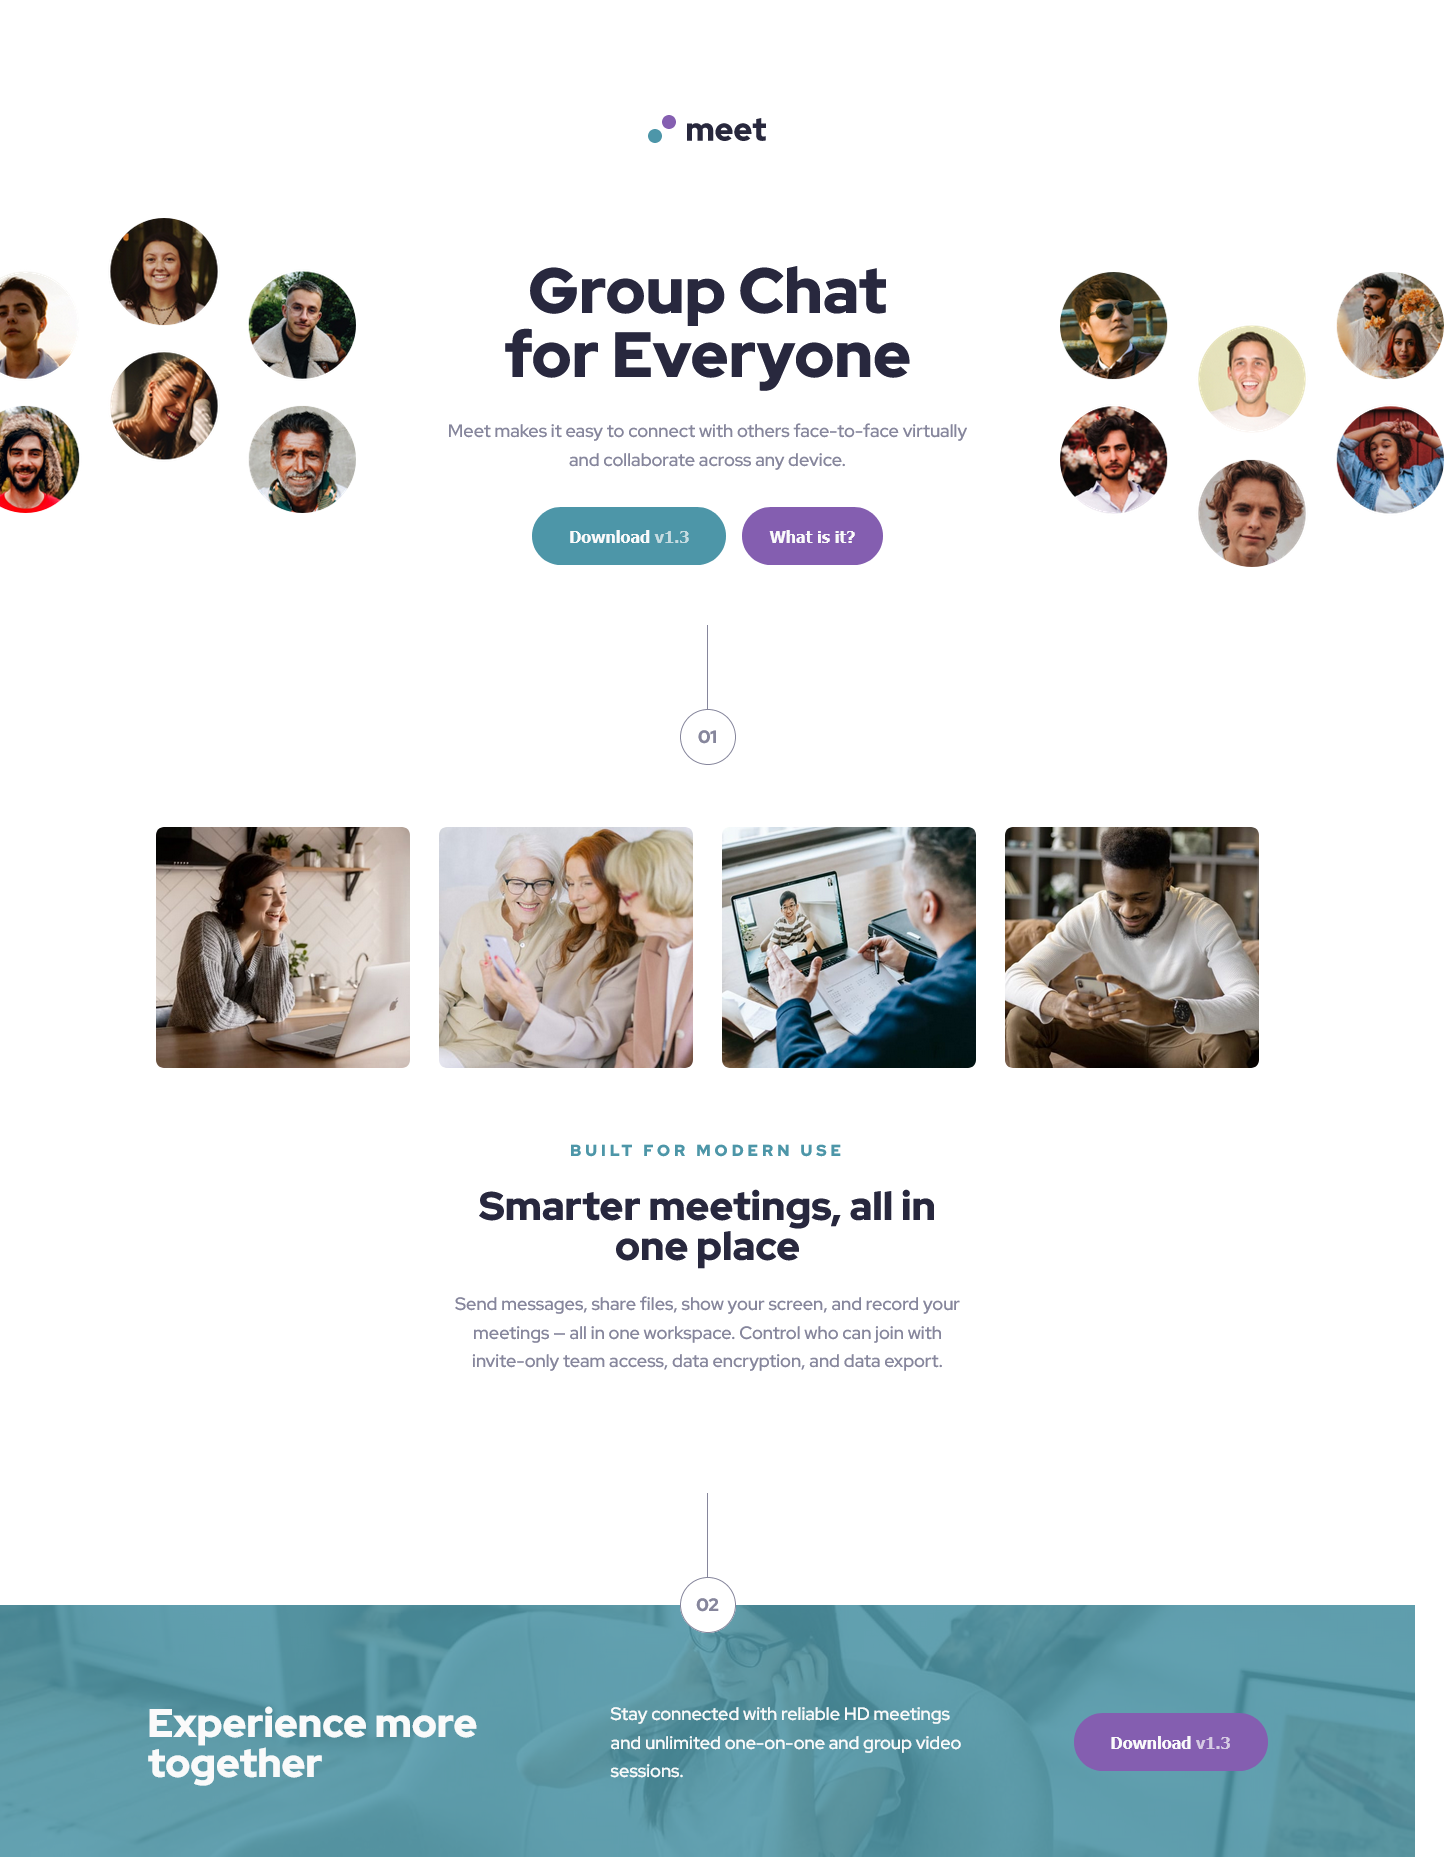 meet
Group Chat
for Everyone
Meet makes it easy to connect with others face-to-face virtually
and collaborate across any device.
Download v1.3
What is it?
01
BUILT FOR MODERN USE
Smarter meetings, all in
one place
Send messages, share files, show your screen, and record your
meetings — all in one workspace. Control who can join with
invite-only team access, data encryption, and data export.
02
Experience more
together
Stay connected with reliable HD meetings
and unlimited one-on-one and group video
sessions.
Download v1.3